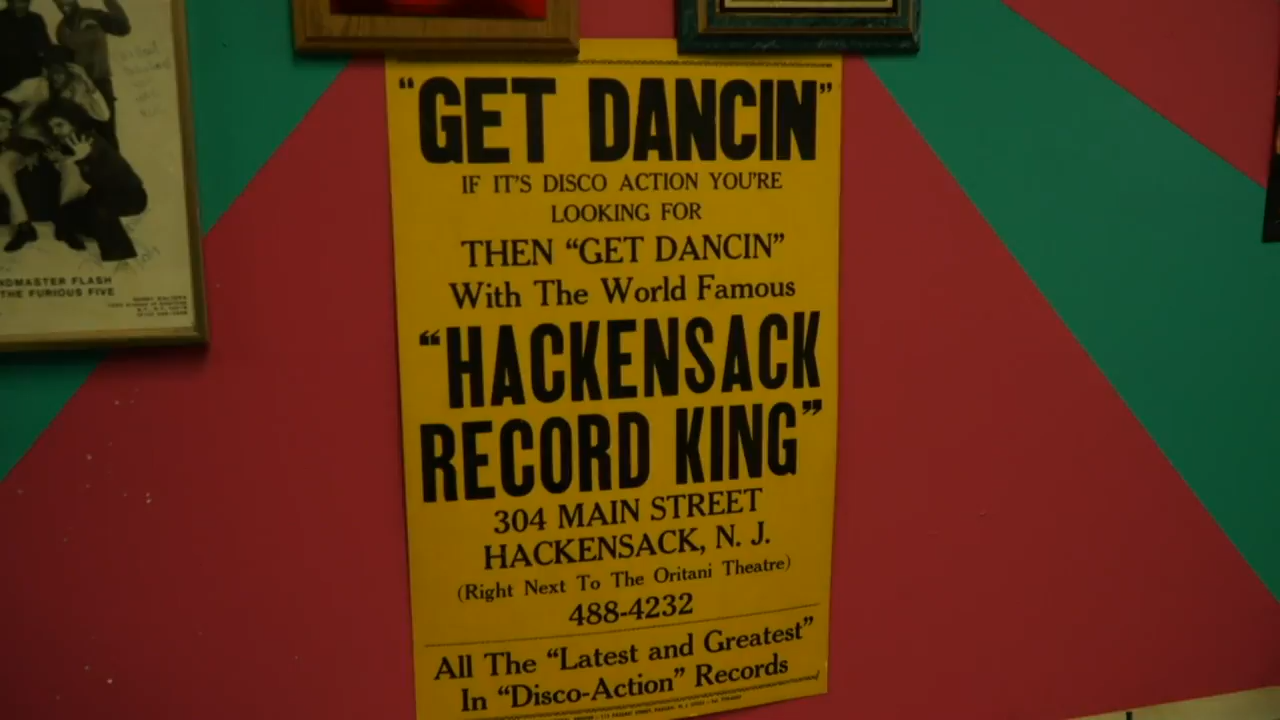 "GET DANCIN"
IF IT'S DISCO ACTION YOU'RE
LOOKING FOR
THEN "GET DANCIN"
With The World Famous
"HACKENSACK
RECORD KING"
304 MAIN STREET
HACKENSACK, N. J.
(Right Next To The Oritani Theatre)
488-4232
All The "Latest and Greatest"
In "Disco-Action" Records
NDMASTER FLASH
THE FURIOUS FIVE